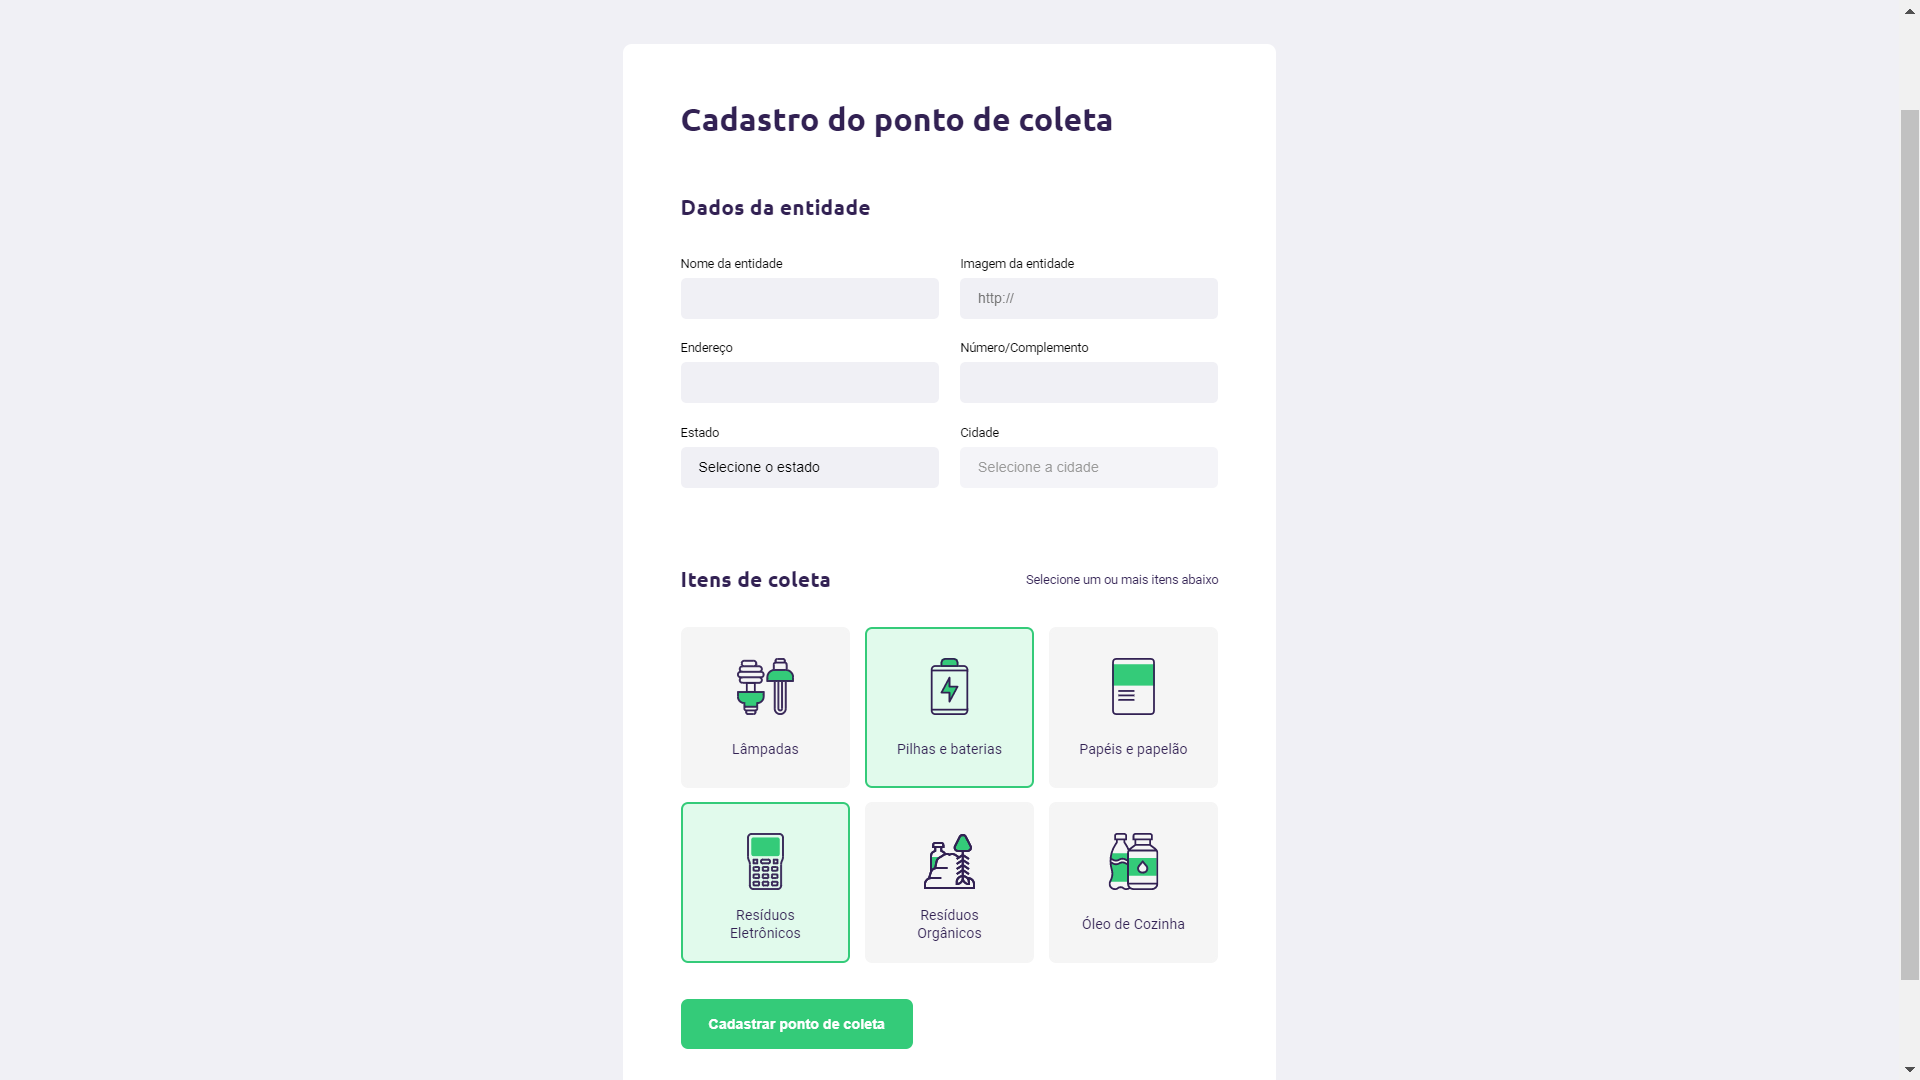 Cadastro do ponto de coleta
Dados da entidade
Nome da entidade
Imagem da entidade
http://
Endereço
Número/Complemento
Estado
Cidade
Selecione o estado
Selecione a cidade
Itens de coleta
Selecione um ou mais itens abaixo
Lâmpadas
Pilhas e baterias
Papéis e papelão
Resíduos
Eletrônicos
Resíduos
Orgânicos
Óleo de Cozinha
Cadastrar ponto de coleta